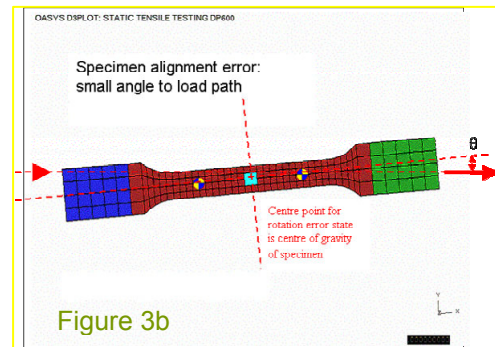 OASYS D3PLOT: STATIC TENSILE TESTING DP600
Specimen alignment error:
small angle to load path
θ
Centre point for
rotation error state
is centre of gravity
of specimen
Y
X
Figure 3b